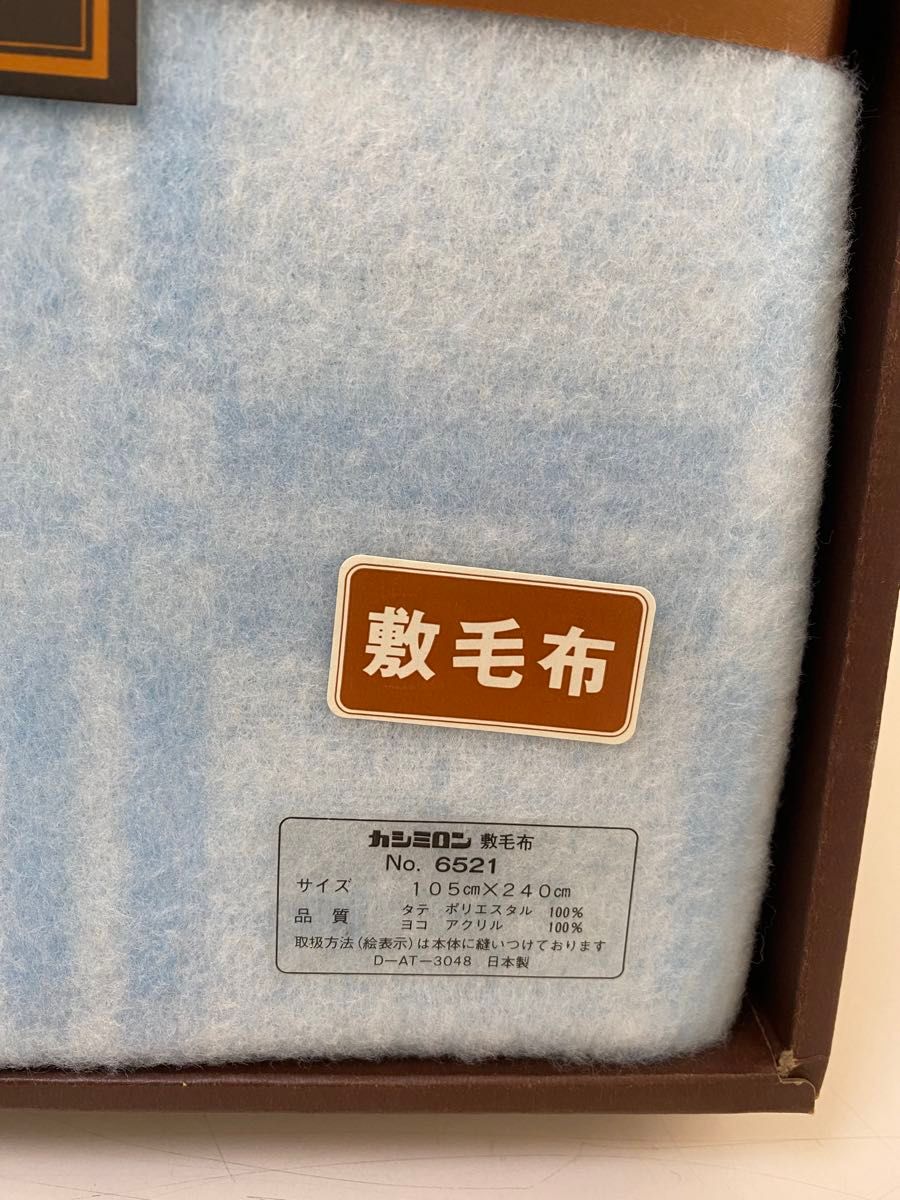 敷毛布
カシミロン 敷毛布
No. 6521
サイズ 105㎝×240㎝
品質 タテ ポリエスタル 100%
ヨコ アクリル 100%
取扱方法(絵表示)は本体に縫いつけております
D-AT-3048 日本製